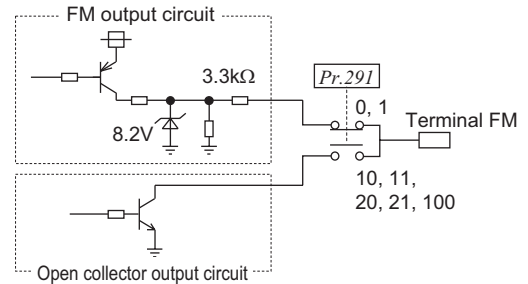 FM output circuit
3.3kΩ
8.2V
Pr.291
0, 1
Terminal FM
10, 11,
20, 21, 100
Open collector output circuit